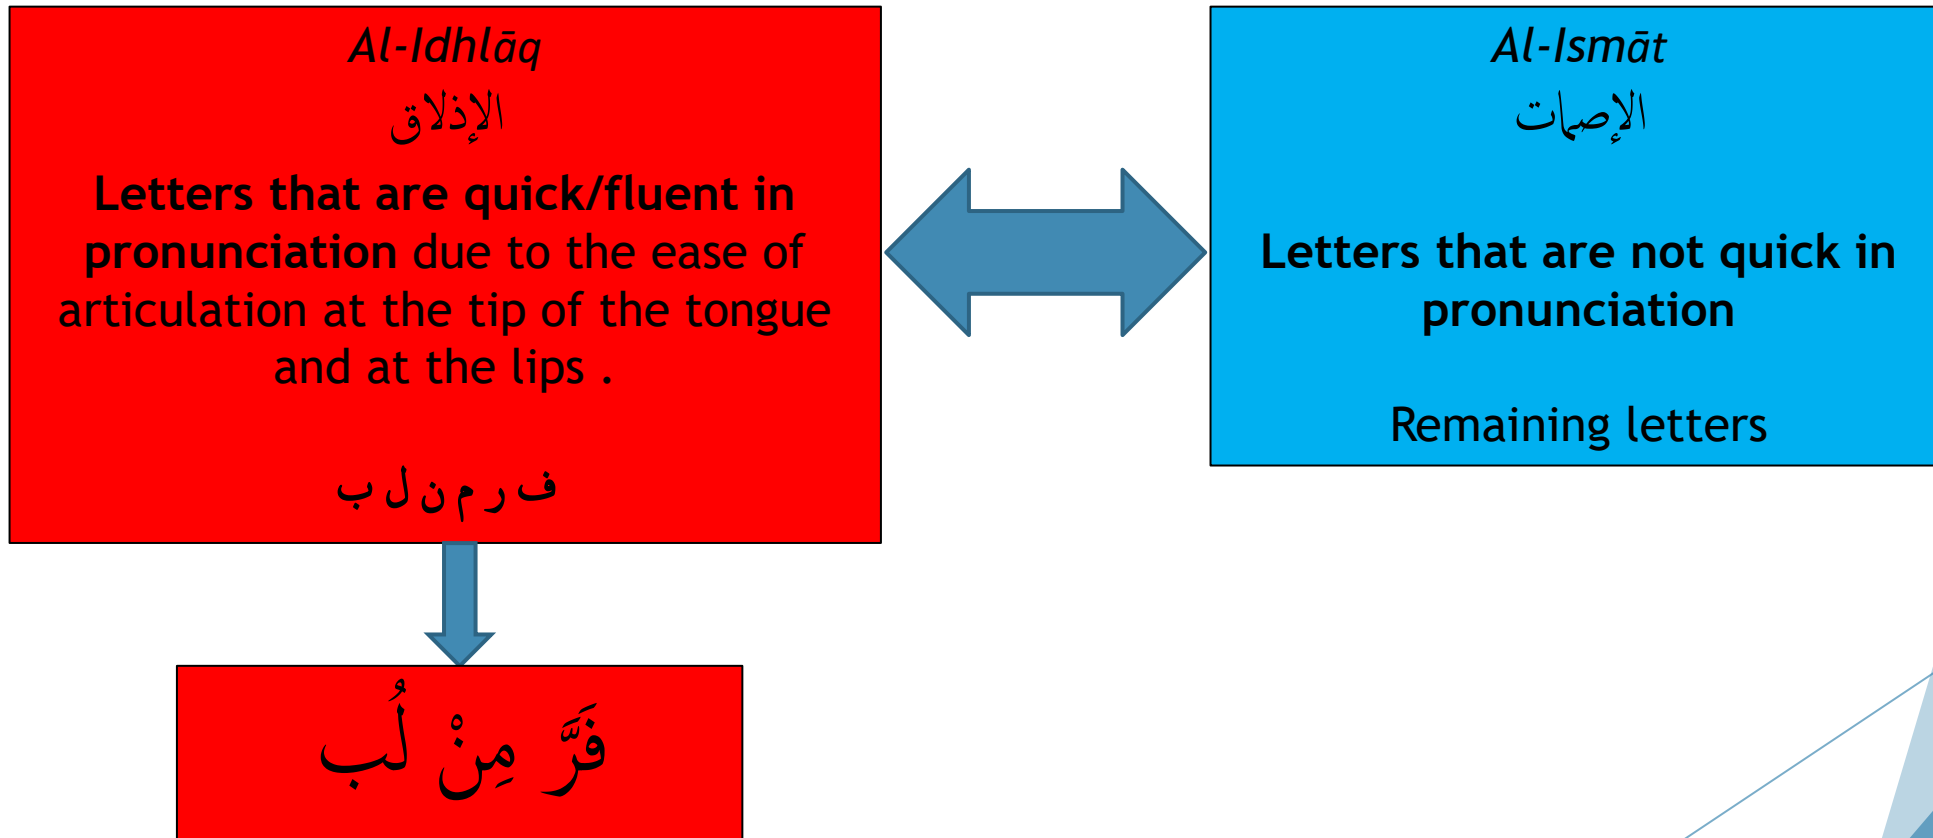 Al-Idhlāq
الإذلاق
Letters that are quick/fluent in
pronunciation due to the ease of
articulation at the tip of the tongue
and at the lips .
ف ر م ن ل ب
فَرَّ مِنْ لُب
Al-Ismāt
الإصمات
Letters that are not quick in
pronunciation
Remaining letters